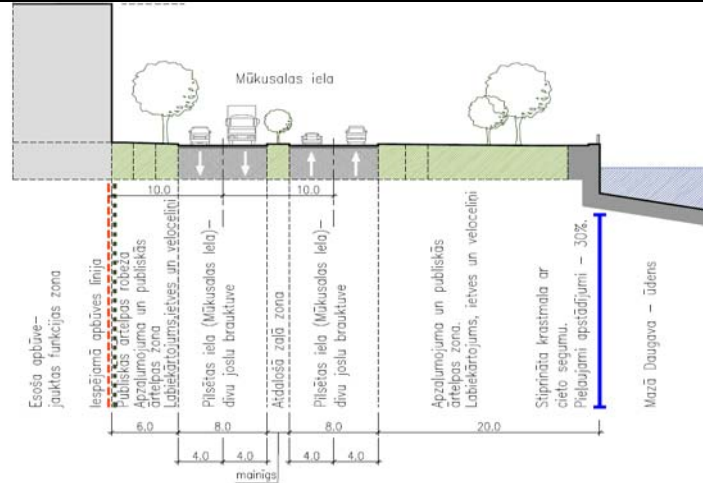 Mūkusalas iela
10.0
10.0
Esoša apbūve–
jauktas funkcijas zona
Iespējamā apbūves līnija
Publiskās ārtelpas robeža
Apzaļumojuma un publiskās
ārtelpas zona
Labiekārtojums,ietves un veloceliņi
Pilsētas iela (Mūkusalas Iela)–
divu joslu brauktuve
Atdaloša zaļā zona
Pilsētas iela (Mūkusalas Iela)–
divu joslu brauktuve
Apzaļumojuma un publiskās
ārtelpas zona.
Labiekārtojums, ietves un veloceliņi
Stiprināta krastmala ar
cieto segumu.
Pieļaujami apstādījumi – 30%.
Mazā Daugava – ūdens
6.0
8.0
8.0
20.0
4.0
4.0
4.0
4.0
mainīgs